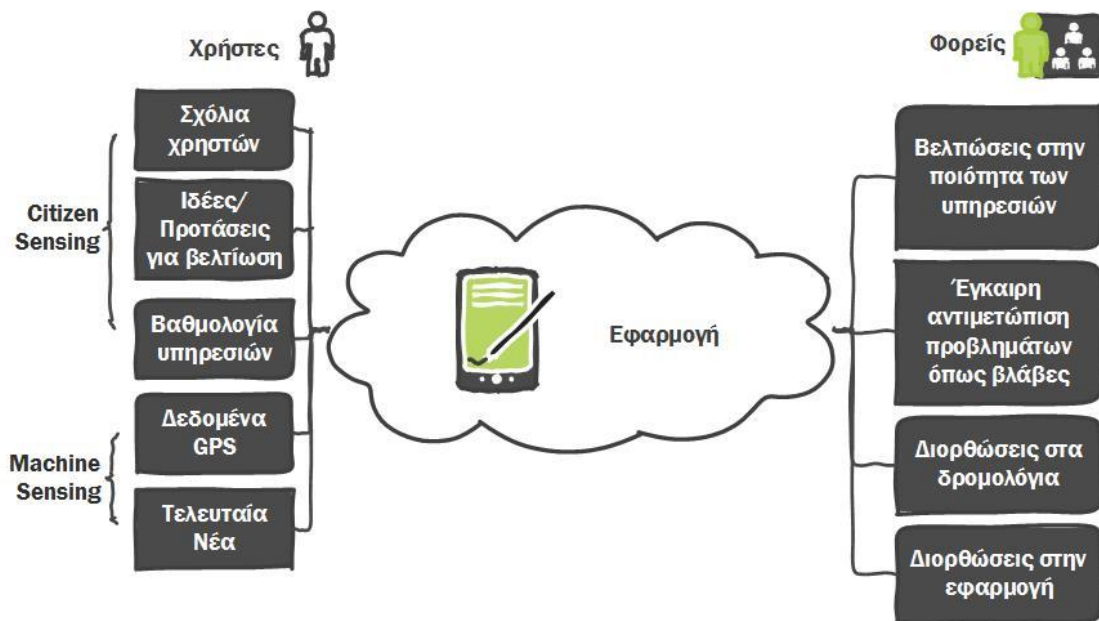 Χρήστες
Φορείς
Citizen
Sensing
Σχόλια
χρηστών
Ιδέες/
Προτάσεις
για βελτίωση
Βαθμολογία
υπηρεσιών
Machine
Sensing
Δεδομένα
GPS
Τελευταία
Νέα
Εφαρμογή
Βελτιώσεις στην
ποιότητα των
υπηρεσιών
Έγκαιρη
αντιμετώπιση
προβλημάτων
όπως βλάβες
Διορθώσεις στα
δρομολόγια
Διορθώσεις στην
εφαρμογή